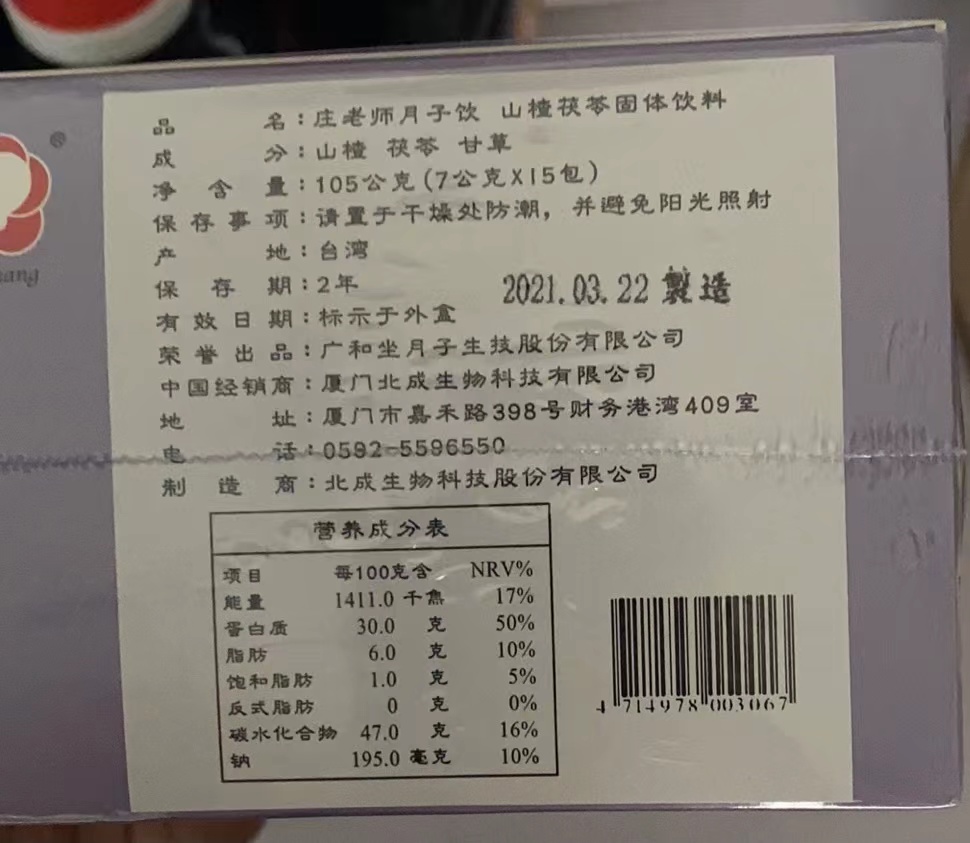 ®
品名：庄老师月子饮 山楂茯苓固体饮料
成分：山楂 茯苓 甘草
净含量：105公克(7公克X15包)
保存事项：请置于干燥处防潮，并避免阳光照射
产地：台湾
保存期：2年
2021.03.22 製造
有效日期：标示于外盒
荣誉出品：广和坐月子生技股份有限公司
中国经销商：厦门北成生物科技有限公司
地址：厦门市嘉禾路398号财务港湾409室
电话：0592-5596550
制造商：北成生物科技股份有限公司
营养成分表
项目 每100克含 NRV%
能量 1411.0 千焦 17%
蛋白质 30.0 克 50%
脂肪 6.0 克 10%
饱和脂肪 1.0 克 5%
反式脂肪 0 克 0%
碳水化合物 47.0 克 16%
钠 195.0 毫克 10%
4 714978 003067